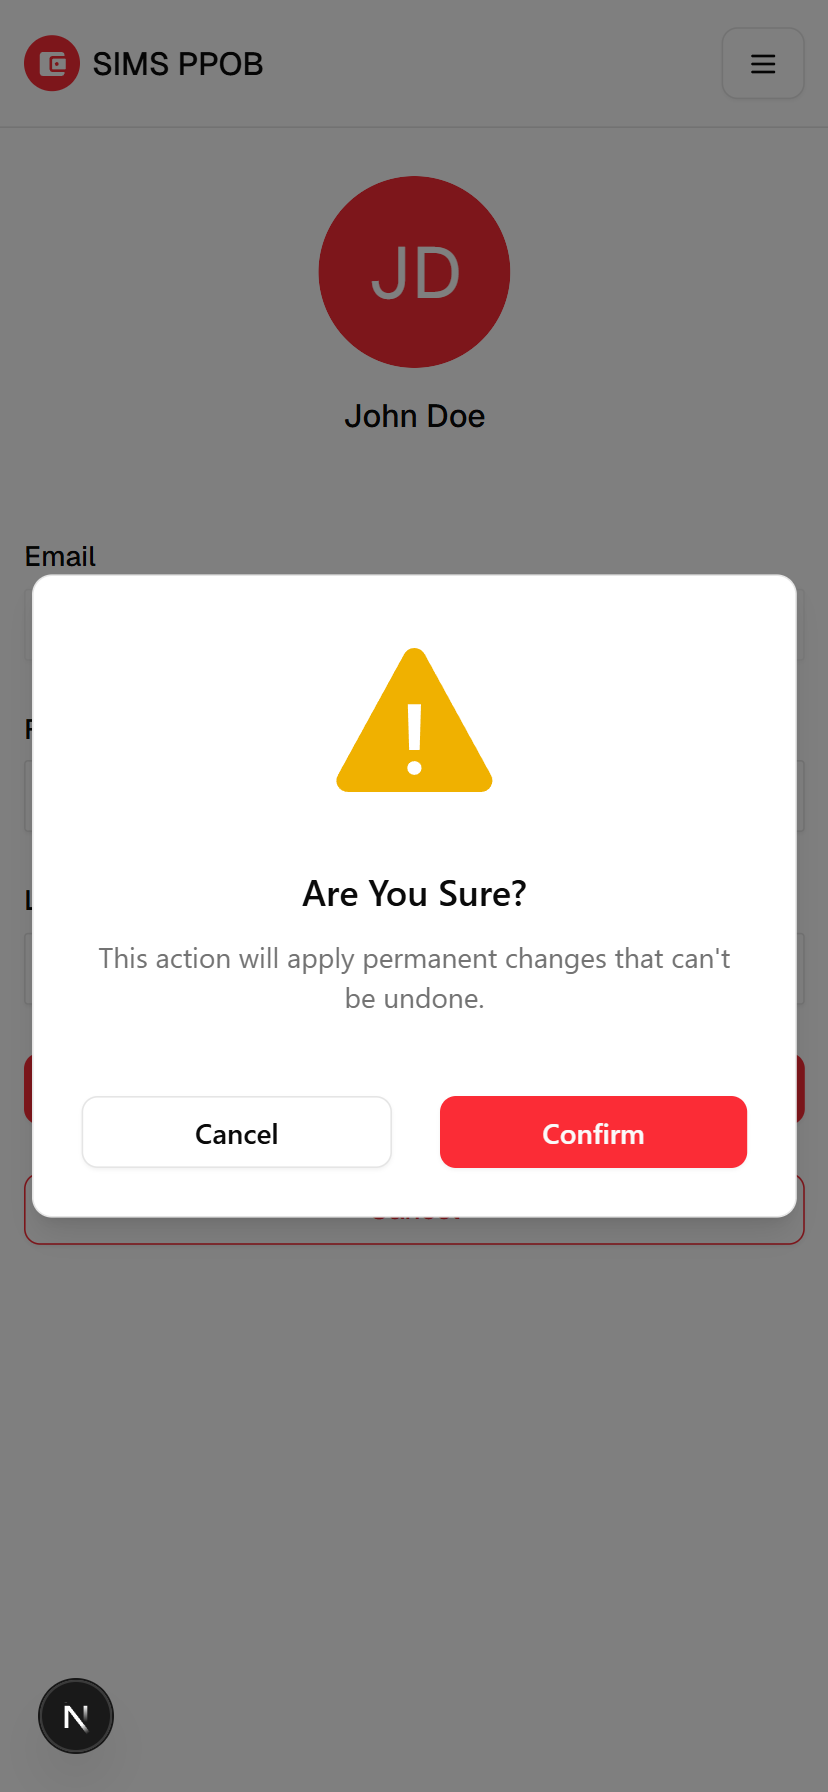 SIMS PPOB
JD
John Doe
Email
Are You Sure?
This action will apply permanent changes that can't
be undone.
Cancel
Confirm
N